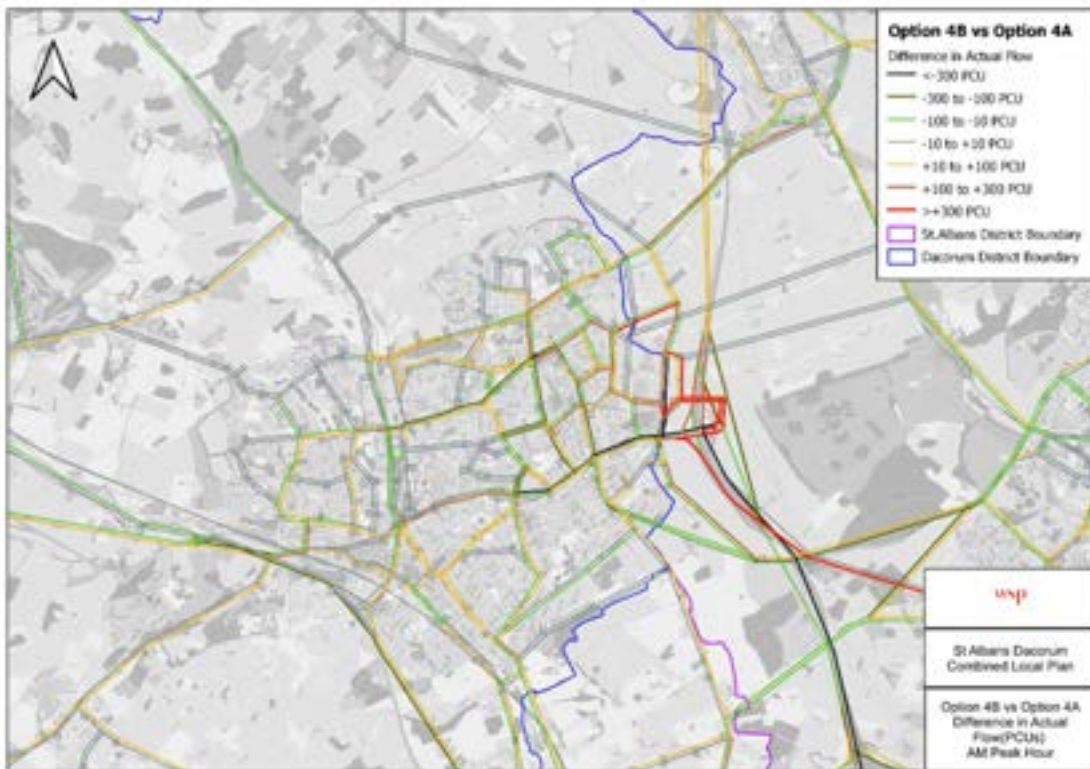 Option 4B vs Option 4A
Difference in Actual Flow
<-300 PCU
-300 to -100 PCU
-100 to -10 PCU
-10 to +10 PCU
+10 to +100 PCU
+100 to +300 PCU
>+300 PCU
St.Albans District Boundary
Dacorum District Boundary
wsp
St Albans Dacorum
Combined Local Plan
Option 4B vs Option 4A
Difference in Actual
Flow(PCUs)
AM Peak Hour